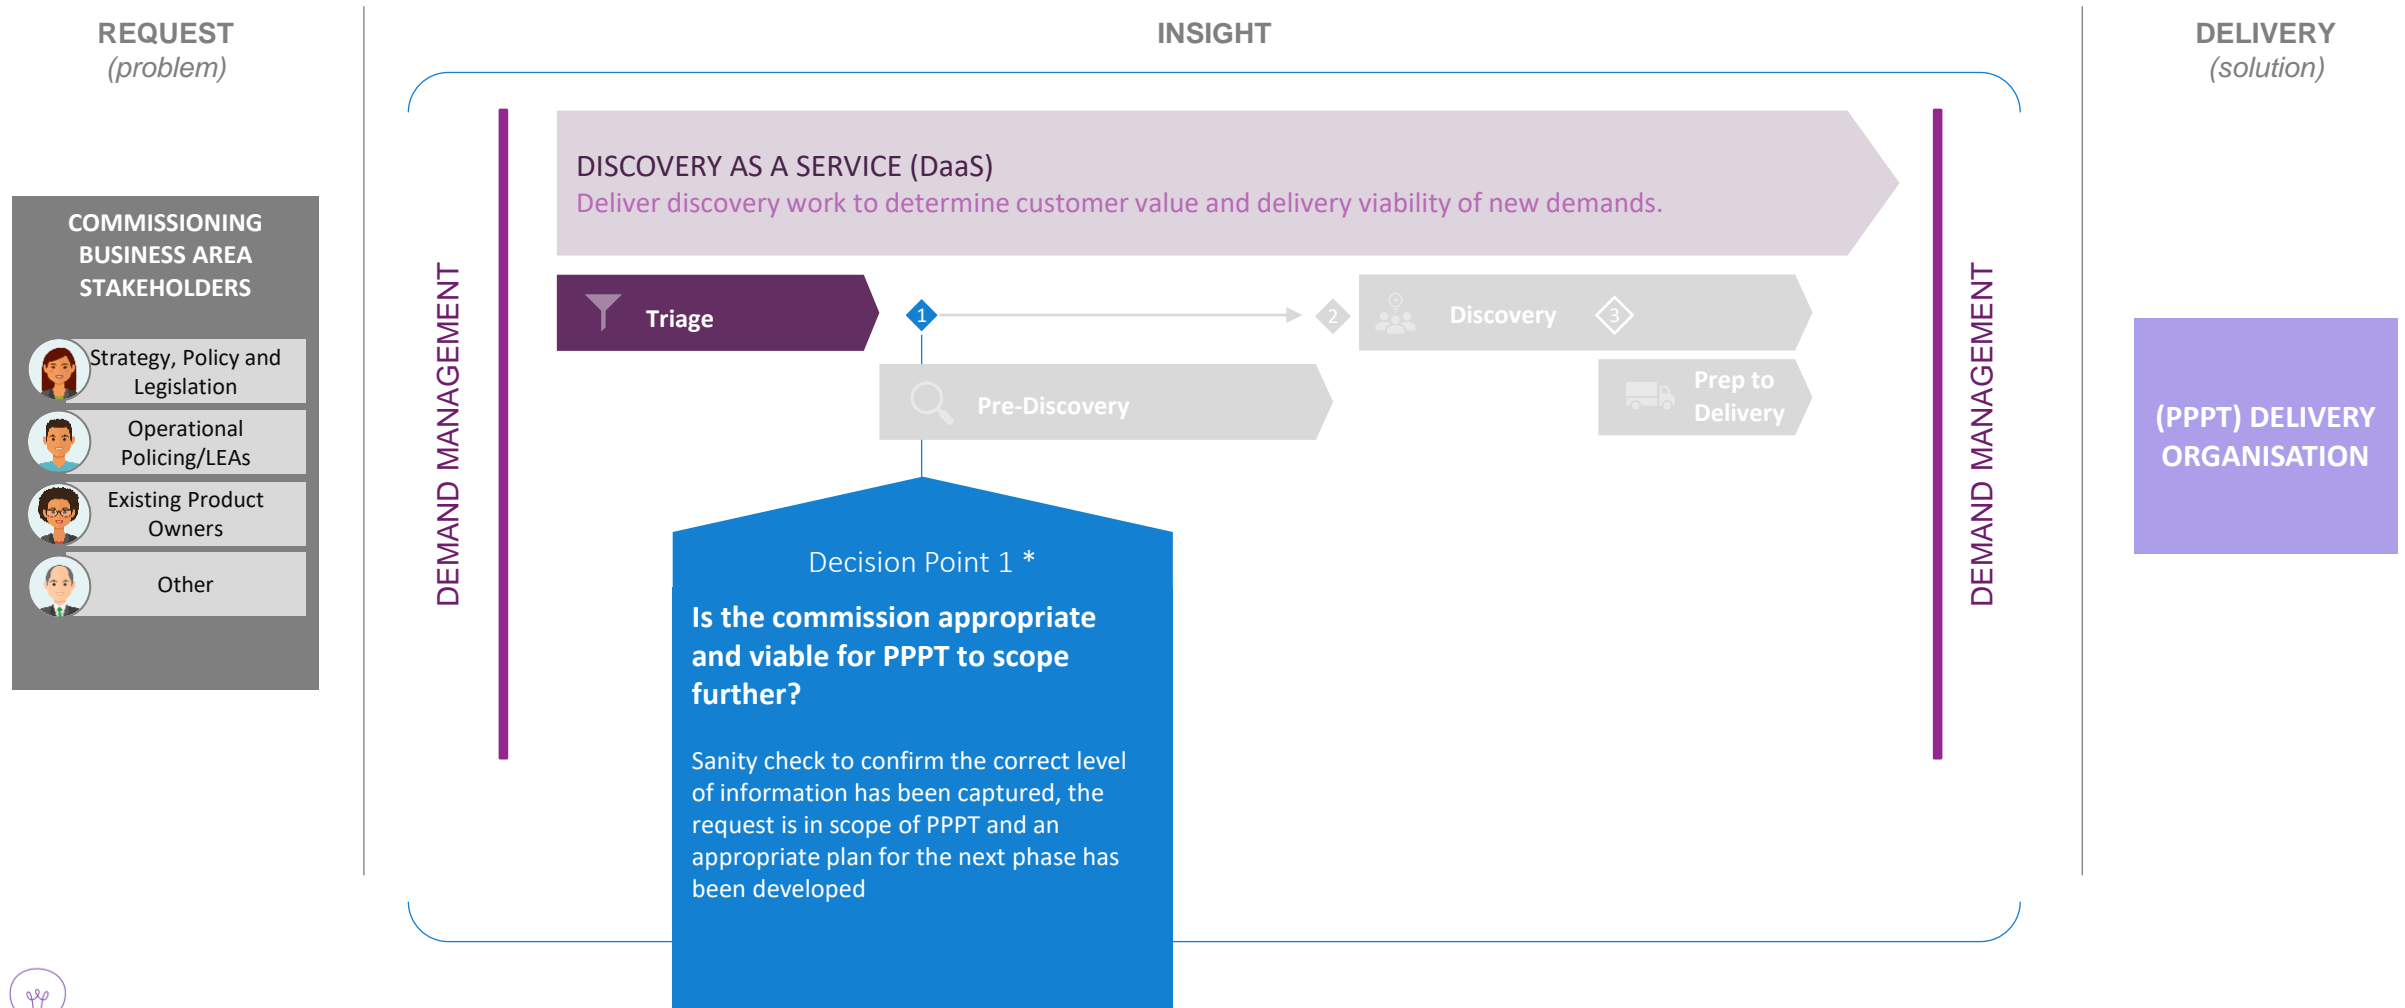 REQUEST
(problem)
INSIGHT
DELIVERY
(solution)
COMMISSIONING
BUSINESS AREA
STAKEHOLDERS
Strategy, Policy and
Legislation
Operational
Policing/LEAs
Existing Product
Owners
Other
DEMAND MANAGEMENT
DISCOVERY AS A SERVICE (DaaS)
Deliver discovery work to determine customer value and delivery viability of new demands.
Triage
1
2
Discovery
3
Pre-Discovery
Prep to
Delivery
Decision Point 1 *
Is the commission appropriate
and viable for PPPT to scope
further?
Sanity check to confirm the correct level
of information has been captured, the
request is in scope of PPPT and an
appropriate plan for the next phase has
been developed
DEMAND MANAGEMENT
(PPPT) DELIVERY
ORGANISATION